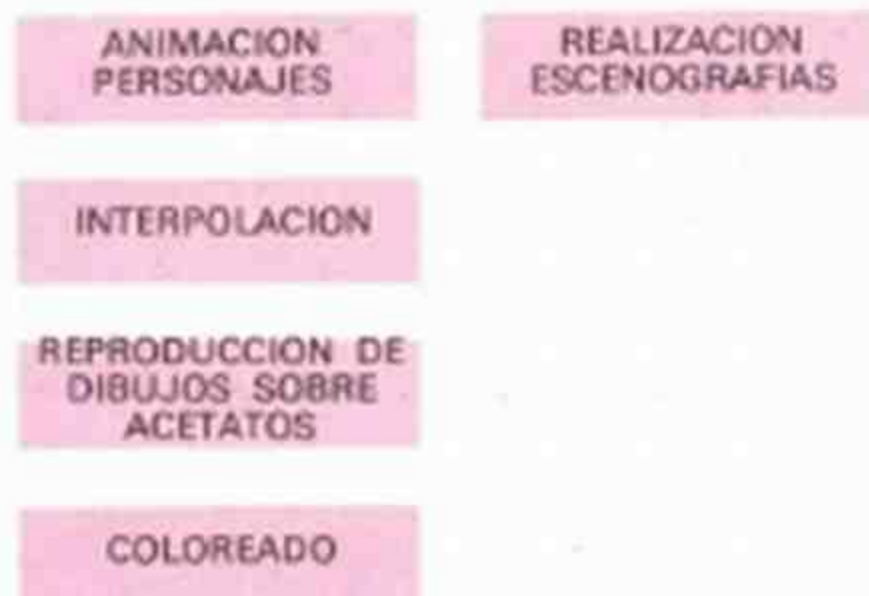 ANIMACION
PERSONAJES
REALIZACION
ESCENOGRAFIAS
INTERPOLACION
REPRODUCCION DE
DIBUJOS SOBRE
ACETATOS
COLOREADO